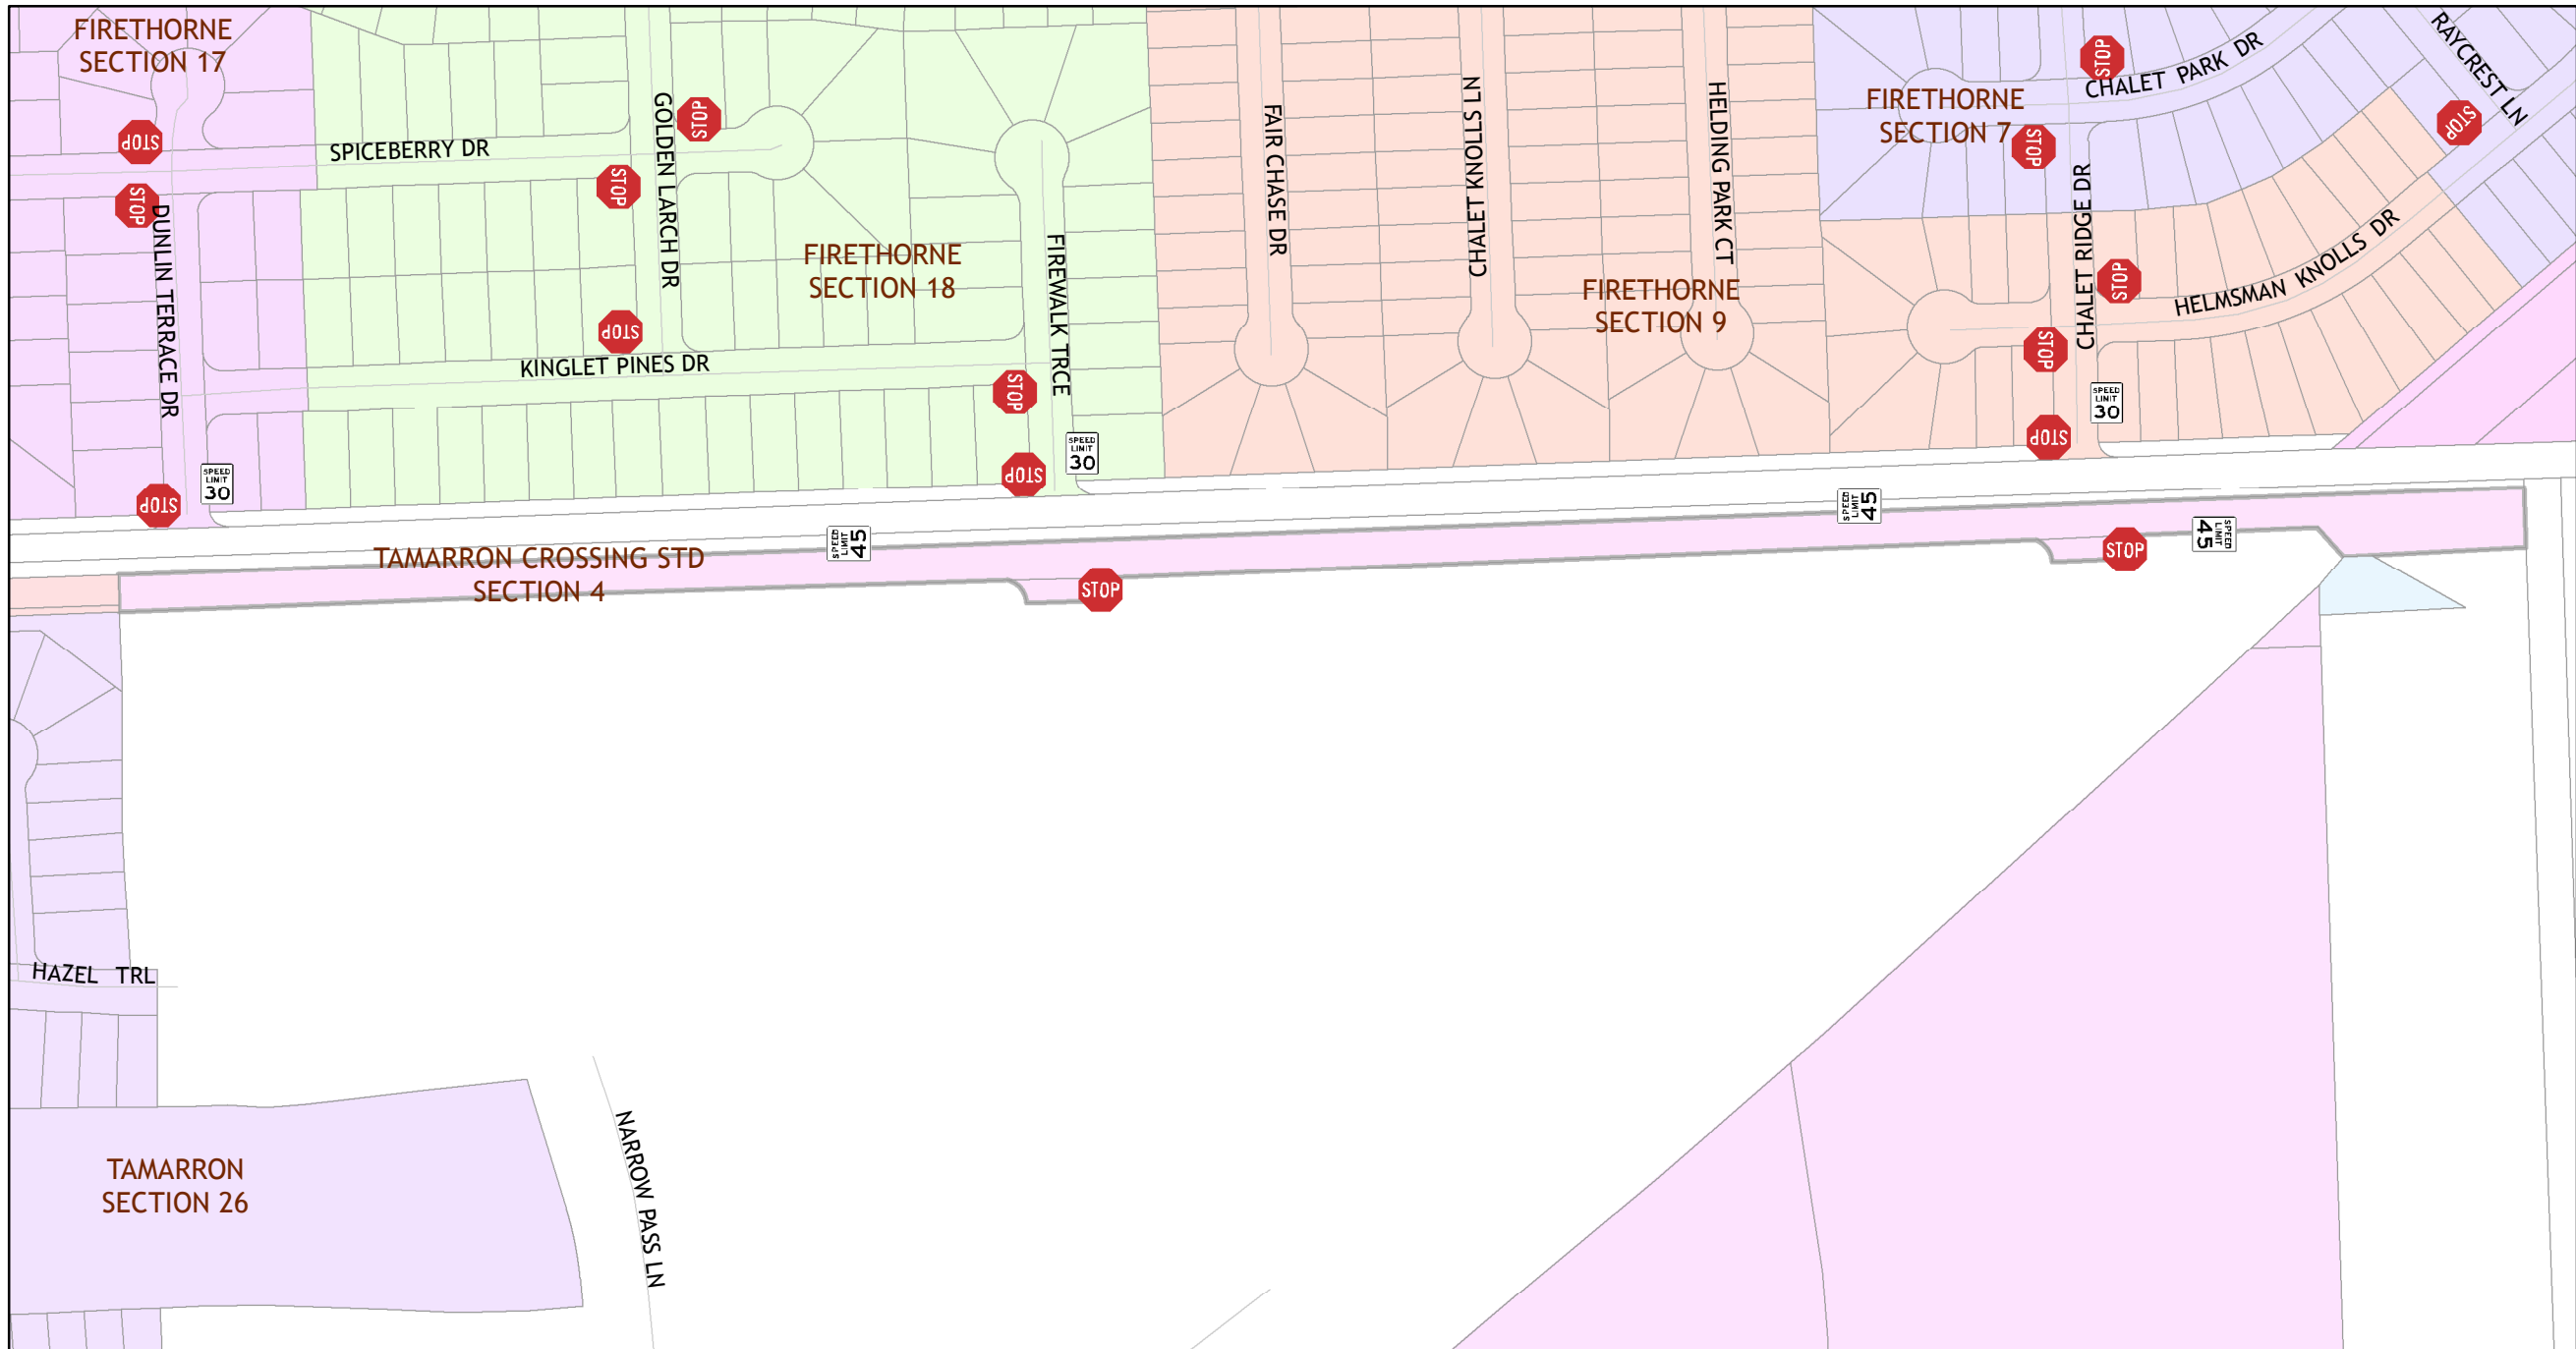 FIRETHORNE
SECTION 17
STOP
STOP
SPICEBERRY DR
DUNLIN TERRACE DR
STOP
SPEED
LIMIT
30
GOLDEN LARCH DR
STOP
STOP
STOP
KINGLET PINES DR
FIRETHORNE
SECTION 18
FIREWALK TRCE
STOP
STOP
SPEED
LIMIT
30
FAIR CHASE DR
CHALET KNOLLS LN
HELDING PARK CT
FIRETHORNE
SECTION 9
FIRETHORNE
SECTION 7
STOP
STOP
CHALET PARK DR
RAYCREST LN
STOP
CHALET RIDGE DR
STOP
HELMSMAN KNOLLS DR
STOP
SPEED
LIMIT
30
STOP
TAMARRON CROSSING STD
SECTION 4
SPEED
LIMIT
45
SPEED
LIMIT
45
SPEED
LIMIT
45
STOP
STOP
HAZEL TRL
TAMARRON
SECTION 26
NARROW PASS LN